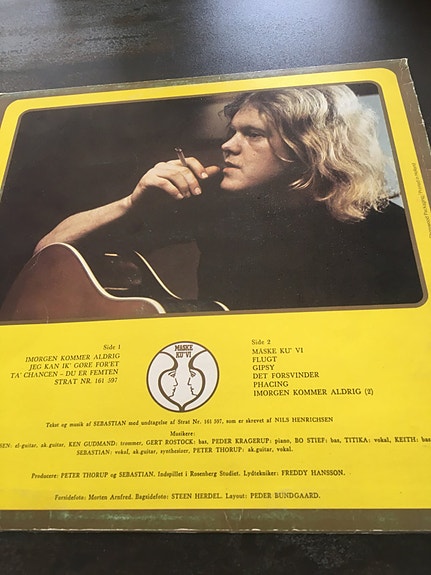 Side 1
IMORGEN KOMMER ALDRIG
JEG KAN IK' GØRE FOR'ET
TA' CHANCEN - DU ER FEMTEN
STRAT NR. 161 597
MÅSKE
KU' VI
Side 2
MÅSKE KU' VI
FLUGT
GIPSY
DET FORSVINDER
PHACING
IMORGEN KOMMER ALDRIG (2)
Tekst og musik af SEBASTIAN med undtagelse af Strat Nr. 161 597, som er skrevet af NILS HENRICHSEN
Musikere:
SEN: el-guitar, ak.guitar, KEN GUDMAND: trommer, GERT ROSTOCK: bas, PEDER KRAGERUP: piano, BO STIEF: bas, TITIKA: vokal, KEITH: bas
SEBASTIAN: vokal, ak.guitar, synthesizer, PETER THORUP: ak.guitar, vokal.
Producere: PETER THORUP og SEBASTIAN. Indspillet i Rosenberg Studiet. Lydtekniker: FREDDY HANSSON.
Forsidefoto: Morten Arnfred. Bagsidefoto: STEEN HERDEL. Layout: PEDER BUNDGAARD.